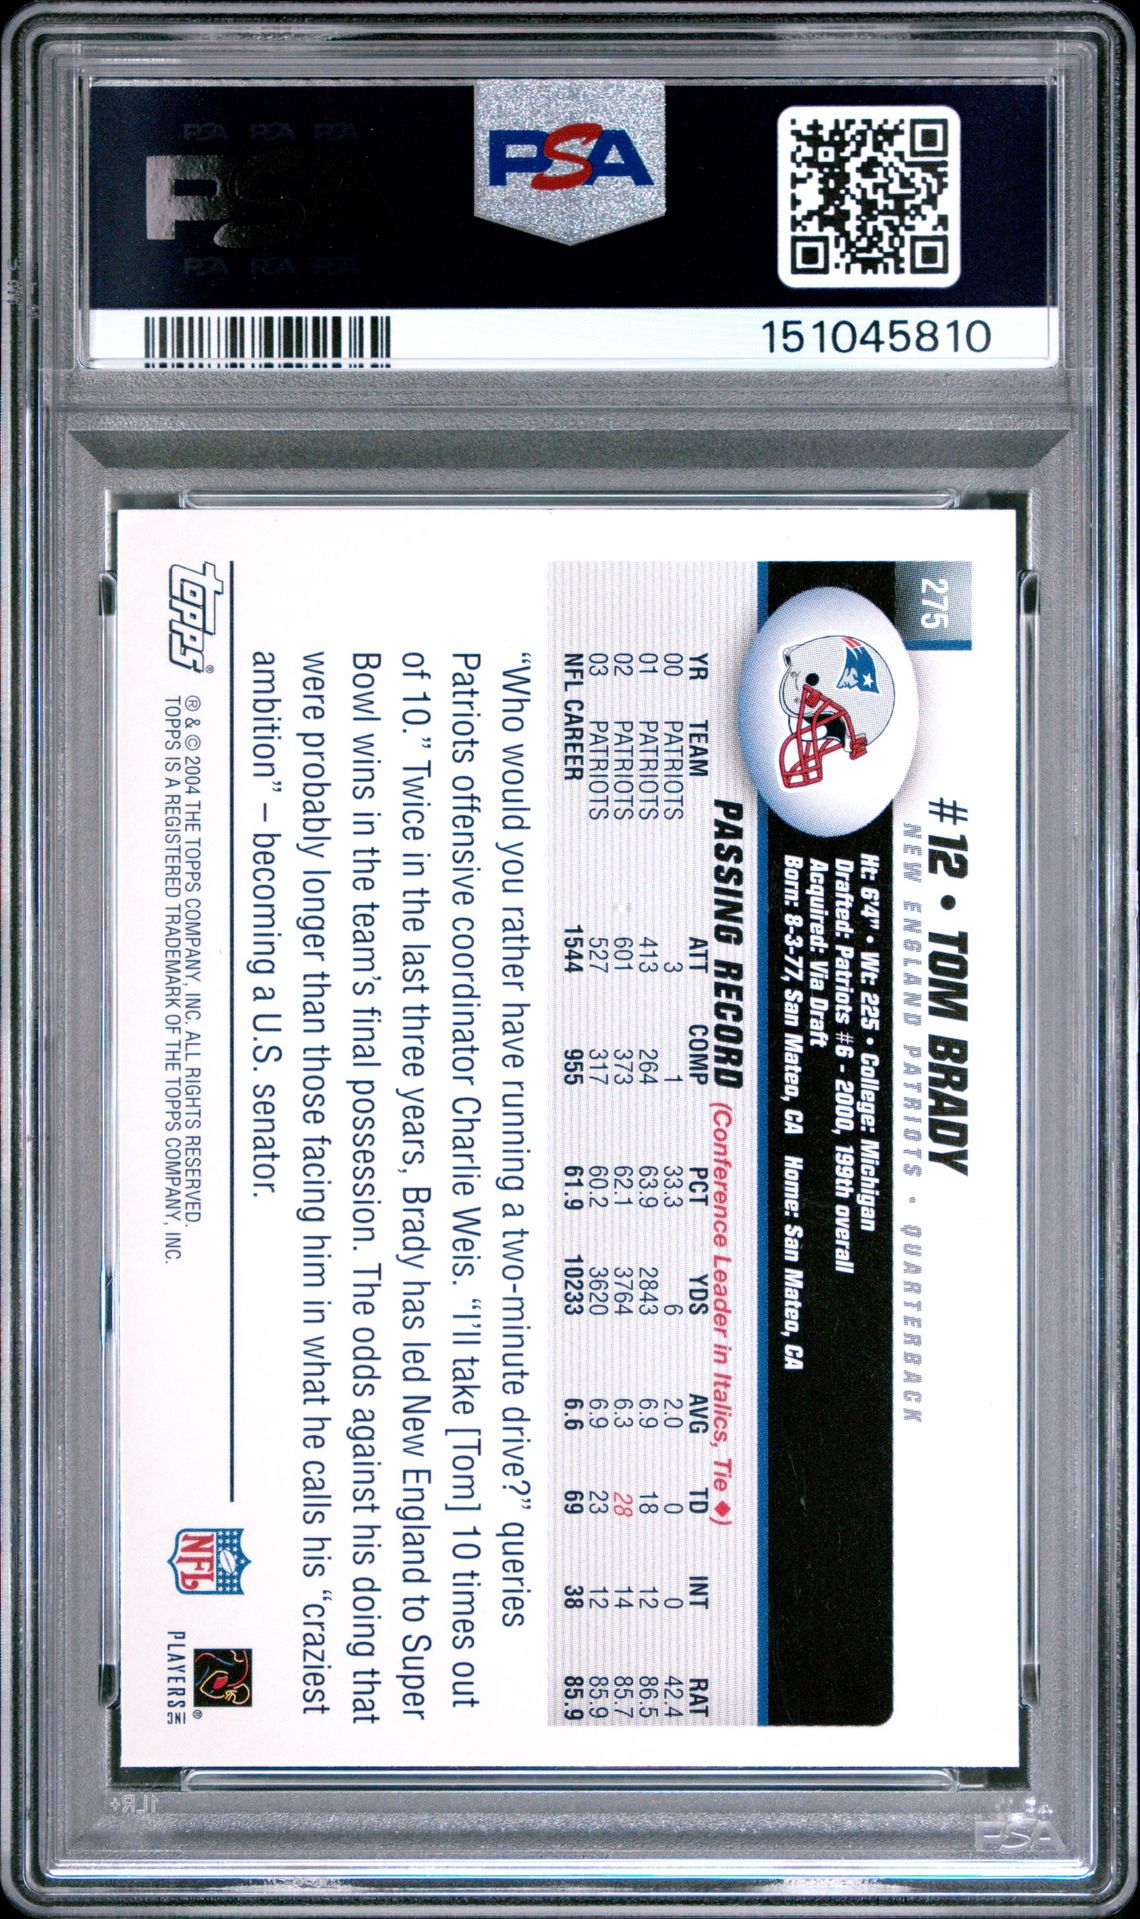 PSA PSA PSA
PSA
PSA
PSA PSA PSA
151045810
275
#12 • TOM BRADY
NEW ENGLAND PATRIOTS • QUARTERBACK
Ht: 6'4" • Wt: 225 • College: Michigan
Drafted: Patriots #6 - 2000, 199th overall
Acquired: Via Draft
Born: 8-3-77, San Mateo, CA Home: San Mateo, CA
PASSING RECORD (Conference Leader in Italics, Tie ♦)
YR TEAM ATT COMP PCT YDS AVG TD INT RAT
00 PATRIOTS 3 1 33.3 6 2.0 0 0 42.4
01 PATRIOTS 413 264 63.9 2843 6.9 18 12 86.5
02 PATRIOTS 601 373 62.1 3764 6.3 28 14 85.7
03 PATRIOTS 527 317 60.2 3620 6.9 23 12 85.9
NFL CAREER 1544 955 61.9 10233 6.6 69 38 85.9
“Who would you rather have running a two-minute drive?” queries
Patriots offensive coordinator Charlie Weis. “I’ll take [Tom] 10 times out
of 10.” Twice in the last three years, Brady has led New England to Super
Bowl wins in the team’s final possession. The odds against his doing that
were probably longer than those facing him in what he calls his “craziest
ambition” – becoming a U.S. senator.
topps®
® & © 2004 THE TOPPS COMPANY, INC. ALL RIGHTS RESERVED.
TOPPS IS A REGISTERED TRADEMARK OF THE TOPPS COMPANY, INC.
NFL
PLAYERS INC
®
1LR+
PSA